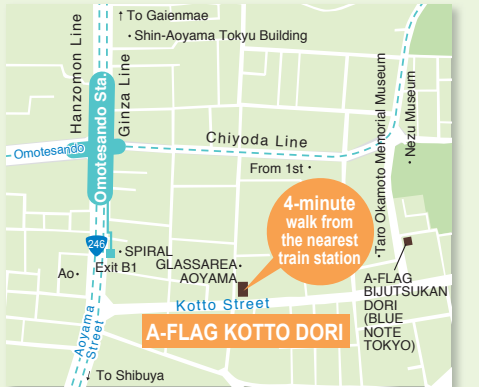 ↑ To Gaienmae
・Shin-Aoyama Tokyu Building
Hanzomon Line
Omotesando Sta.
Ginza Line
Omotesando
Chiyoda Line
From 1st・
・Taro Okamoto Memorial Museum
・Nezu Museum
4-minute
walk from
the nearest
train station
246
・SPIRAL
Exit B1
Ao・
GLASSAREA・
AOYAMA
A-FLAG
BIJUTSUKAN
DORI
(BLUE
NOTE
TOKYO)
Kotto Street
A-FLAG KOTTO DORI
Aoyama
Street
↓ To Shibuya